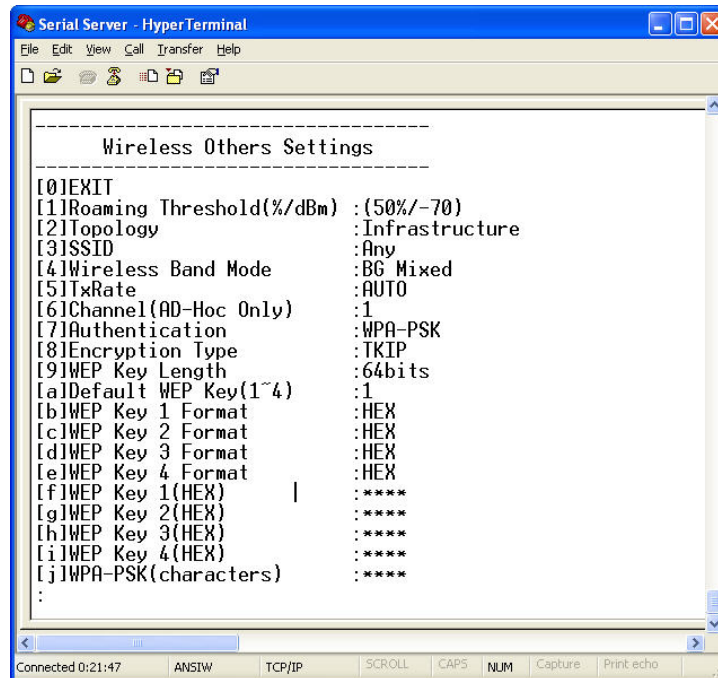 Serial Server - HyperTerminal
File Edit View Call Transfer Help
-----------------------------------
Wireless Others Settings
-----------------------------------
[0]EXIT
[1]Roaming Threshold(%/dBm) :(50%/-70)
[2]Topology :Infrastructure
[3]SSID :Any
[4]Wireless Band Mode :BG Mixed
[5]TxRate :AUTO
[6]Channel(AD-Hoc Only) :1
[7]Authentication :WPA-PSK
[8]Encryption Type :TKIP
[9]WEP Key Length :64bits
[a]Default WEP Key(1~4) :1
[b]WEP Key 1 Format :HEX
[c]WEP Key 2 Format :HEX
[d]WEP Key 3 Format :HEX
[e]WEP Key 4 Format :HEX
[f]WEP Key 1(HEX) :****
[g]WEP Key 2(HEX) :****
[h]WEP Key 3(HEX) :****
[i]WEP Key 4(HEX) :****
[j]WPA-PSK(characters) :****
:
Connected 0:21:47 ANSIW TCP/IP SCROLL CAPS NUM Capture Print echo